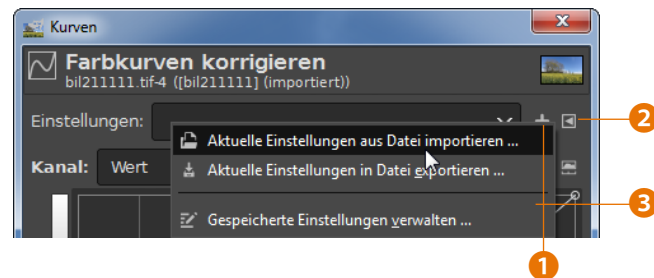 Kurven
Farbkurven korrigieren
bil211111.tif-4 ([bil211111] (importiert))
Einstellungen:
Aktuelle Einstellungen aus Datei importieren ...
Kanal: Wert
Aktuelle Einstellungen in Datei exportieren ...
Gespeicherte Einstellungen verwalten ...
2
3
1